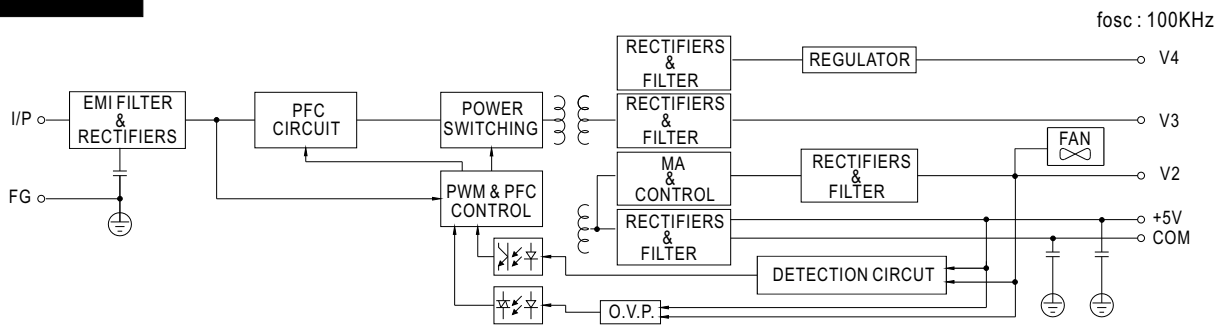 fosc : 100KHz
RECTIFIERS
&
FILTER
REGULATOR
V4
I/P
EMI FILTER
&
RECTIFIERS
PFC
CIRCUIT
POWER
SWITCHING
RECTIFIERS
&
FILTER
V3
FAN
MA
&
CONTROL
RECTIFIERS
&
FILTER
V2
FG
PWM & PFC
CONTROL
RECTIFIERS
&
FILTER
+5V
COM
DETECTION CIRCUT
O.V.P.